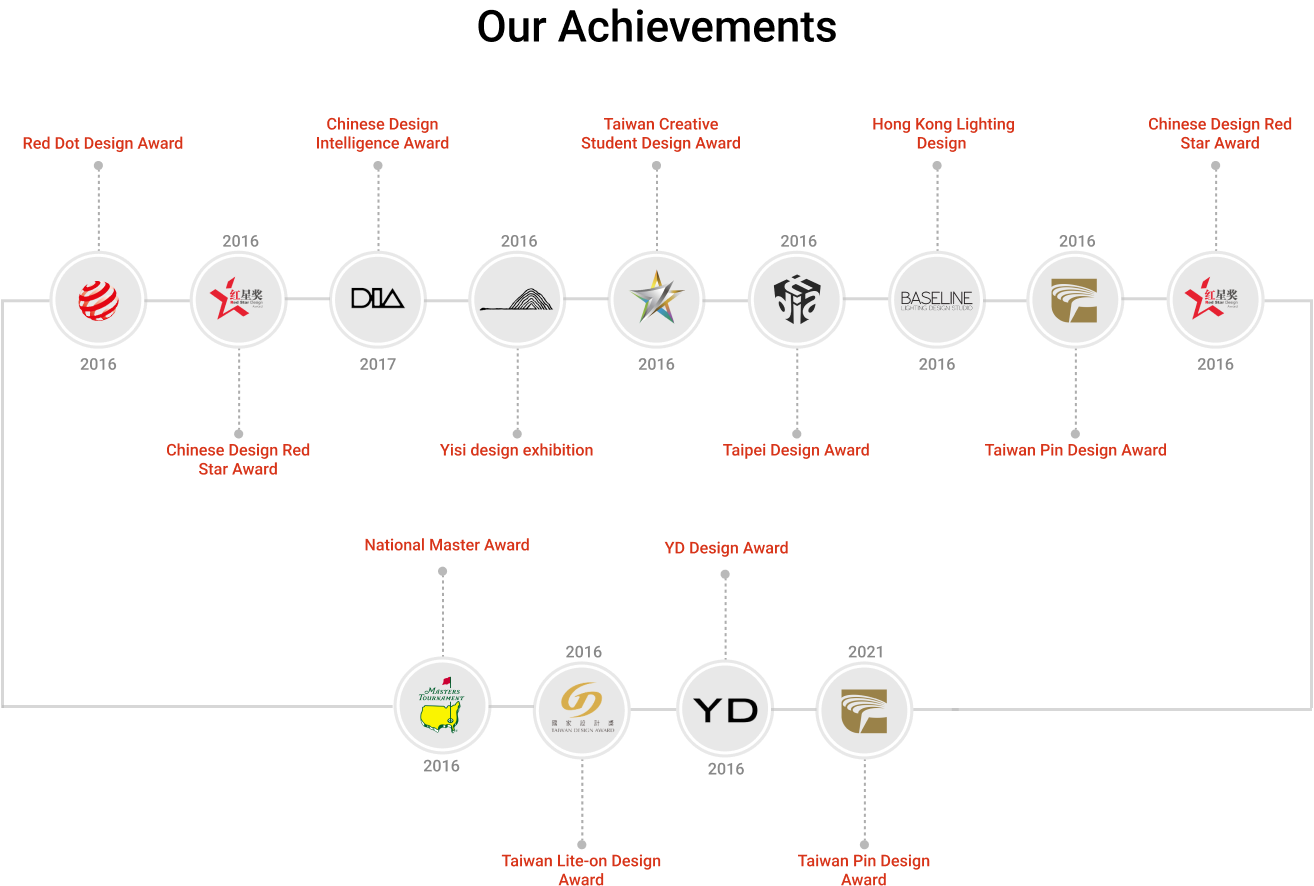 Our Achievements
Red Dot Design Award
Chinese Design
Intelligence Award
Taiwan Creative
Student Design Award
Hong Kong Lighting
Design
Chinese Design Red
Star Award
2016
2016
2016
2016
红星奖
Red Star Design
Award
DIA
BASELINE
LIGHTING DESIGN STUDIO
红星奖
Red Star Design
Award
2016
2017
2016
2016
2016
Chinese Design Red
Star Award
Yisi design exhibition
Taipei Design Award
Taiwan Pin Design Award
National Master Award
YD Design Award
2016
2021
MASTERS
TOURNAMENT
國家設計獎
TAIWAN DESIGN AWARD
YD
2016
2016
Taiwan Lite-on Design
Award
Taiwan Pin Design
Award